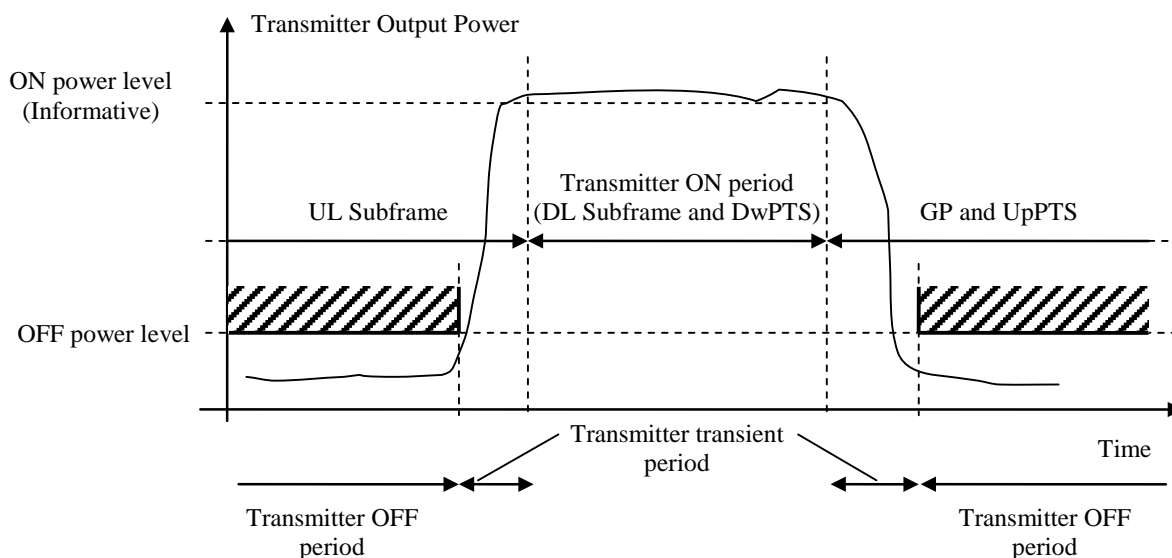 Transmitter Output Power
ON power level
(Informative)
Transmitter ON period
(DL Subframe and DwPTS)
UL Subframe
GP and UpPTS
OFF power level
Transmitter transient
period
Time
Transmitter OFF
period
Transmitter OFF
period